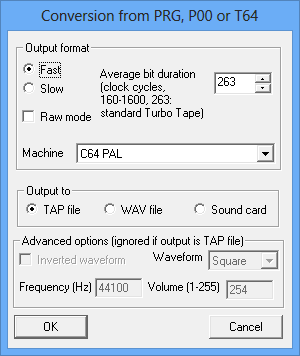 Conversion from PRG, P00 or T64
Output format
Fast
Slow
Raw mode
Average bit duration
(clock cycles,
160-1600, 263:
standard Turbo Tape)
263
Machine
C64 PAL
Output to
TAP file
WAV file
Sound card
Advanced options (ignored if output is TAP file)
Inverted waveform
Waveform
Square
Frequency (Hz)
44100
Volume (1-255)
254
OK
Cancel